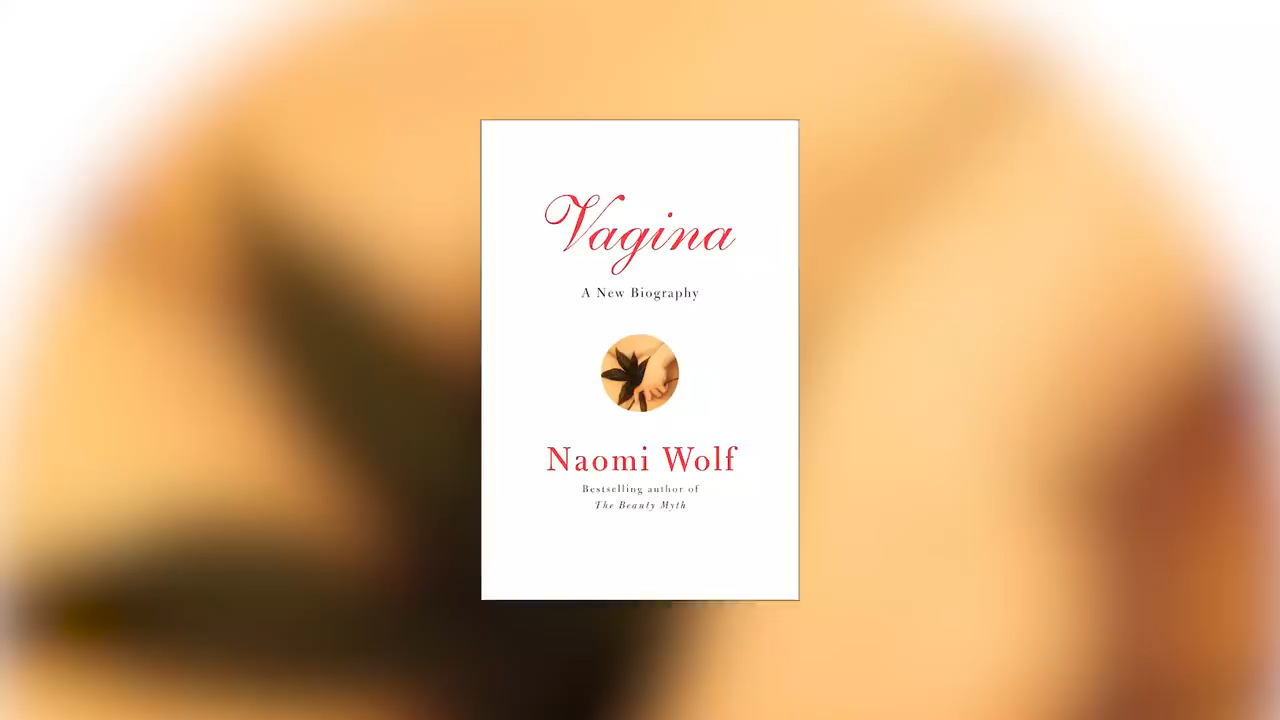 Vagina
A New Biography
Naomi Wolf
Bestselling author of
The Beauty Myth